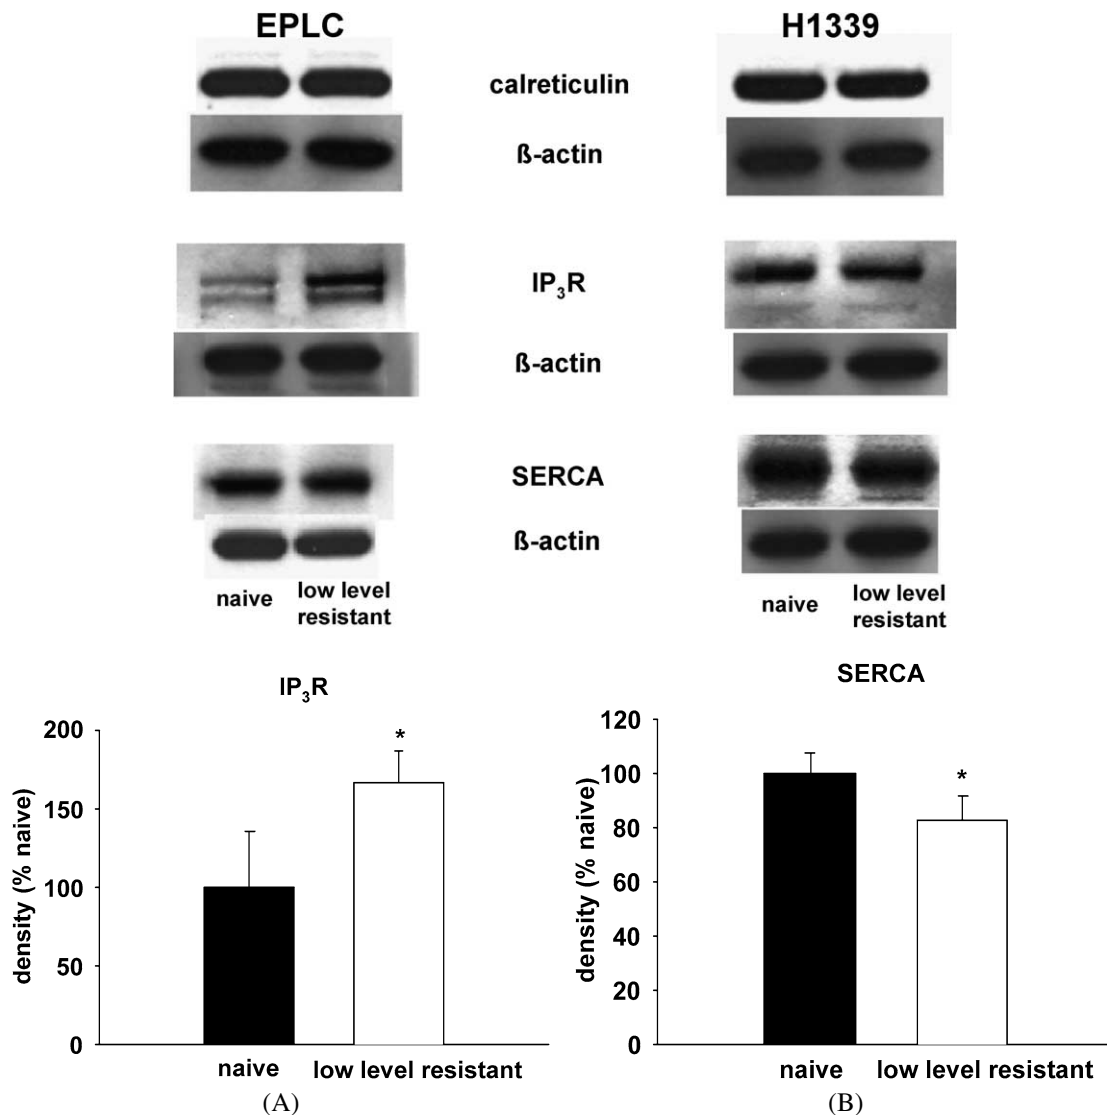 EPLC
H1339
calreticulin
ß-actin
IP₃R
ß-actin
SERCA
ß-actin
naive
low level
resistant
naive
low level
resistant
IP₃R
200
150
100
50
0
density (% naive)
*
naive
low level resistant
(A)
SERCA
120
100
80
60
40
20
0
density (% naive)
*
naive
low level resistant
(B)